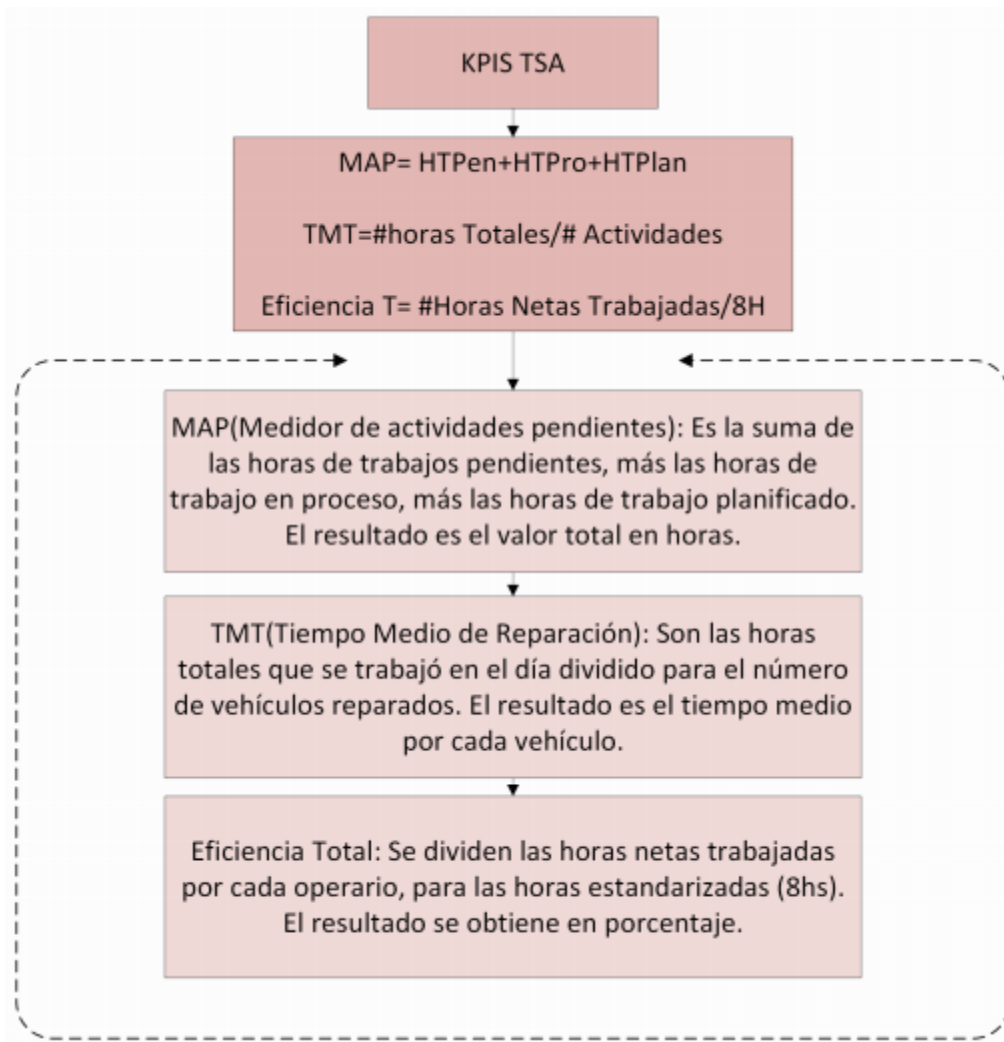 KPIS TSA
MAP= HTPen+HTPro+HTPlan
TMT=#horas Totales/# Actividades
Eficiencia T= #Horas Netas Trabajadas/8H
MAP(Medidor de actividades pendientes): Es la suma de
las horas de trabajos pendientes, más las horas de
trabajo en proceso, más las horas de trabajo planificado.
El resultado es el valor total en horas.
TMT(Tiempo Medio de Reparación): Son las horas
totales que se trabajó en el día dividido para el número
de vehículos reparados. El resultado es el tiempo medio
por cada vehículo.
Eficiencia Total: Se dividen las horas netas trabajadas
por cada operario, para las horas estandarizadas (8hs).
El resultado se obtiene en porcentaje.